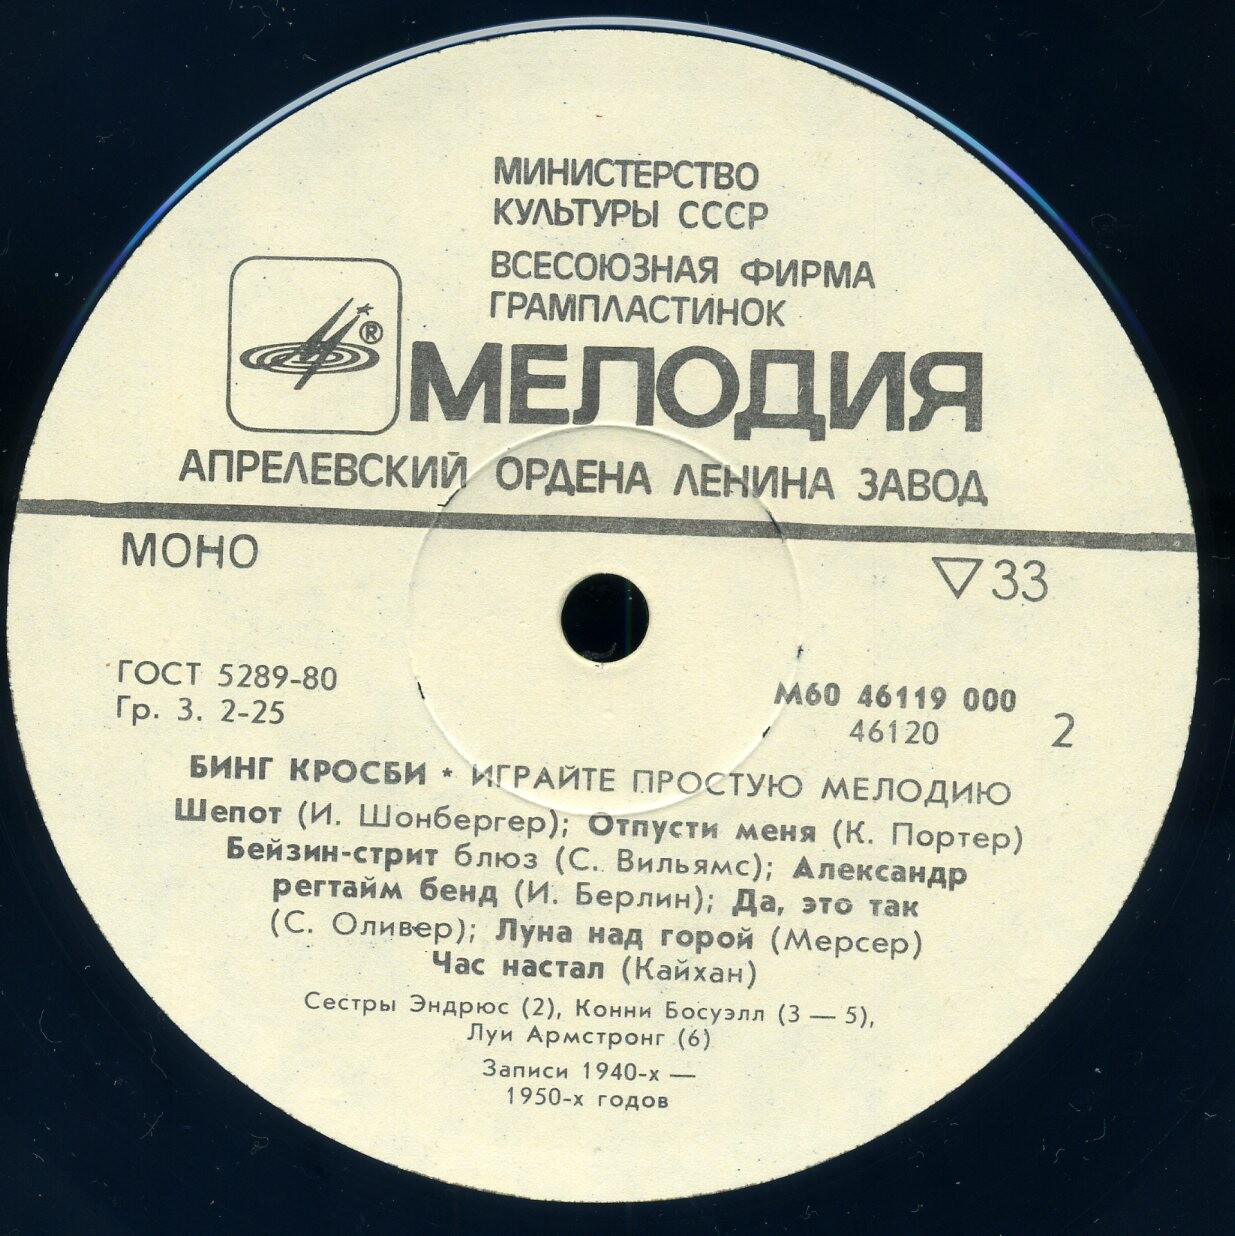 МИНИСТЕРСТВО
КУЛЬТУРЫ СССР
ВСЕСОЮЗНАЯ ФИРМА
ГРАМПЛАСТИНОК
®
МЕЛОДИЯ
АПРЕЛЕВСКИЙ ОРДЕНА ЛЕНИНА ЗАВОД
МОНО
▽33
ГОСТ 5289-80
Гр. 3. 2-25
М60 46119 000
46120
2
БИНГ КРОСБИ * ИГРАЙТЕ ПРОСТУЮ МЕЛОДИЮ
Шепот (И. Шонбергер); Отпусти меня (К. Портер)
Бейзин-стрит блюз (С. Вильямс); Александр
регтайм бенд (И. Берлин); Да, это так
(С. Оливер); Луна над горой (Мерсер)
Час настал (Кайхан)
Сестры Эндрюс (2), Конни Босуэлл (3 — 5),
Луи Армстронг (6)
Записи 1940-х —
1950-х годов